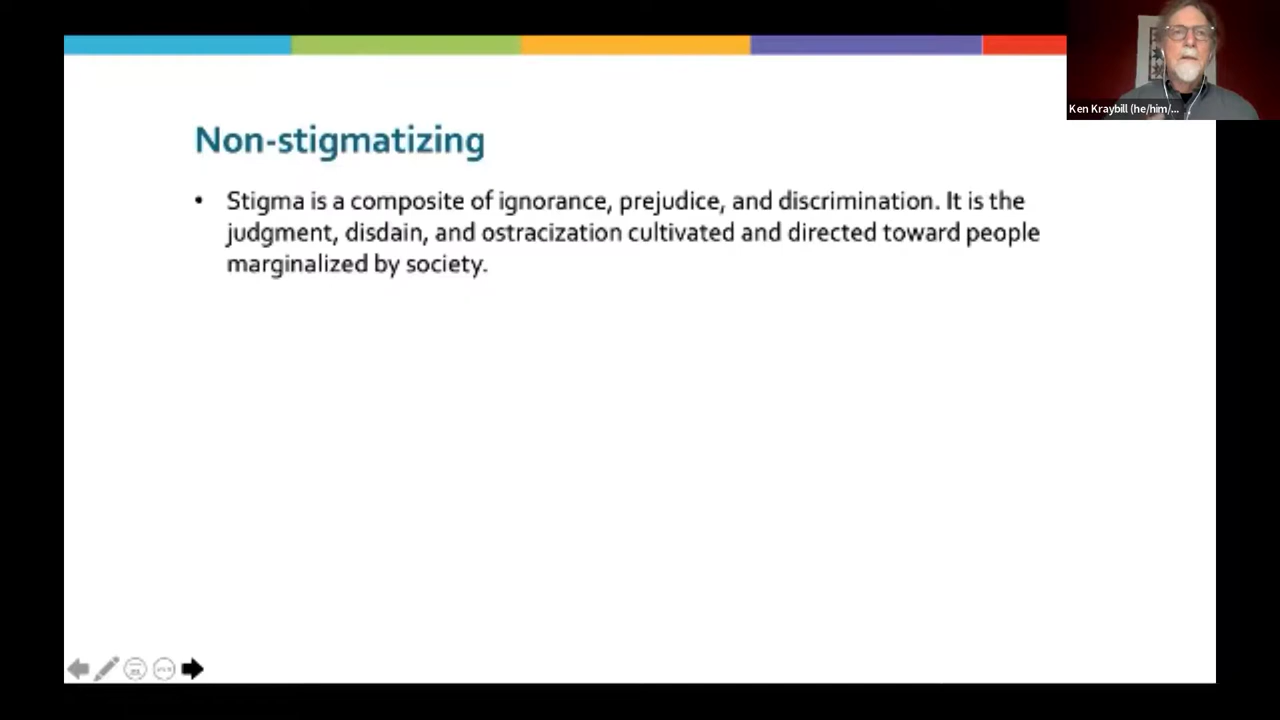 Non-stigmatizing
• Stigma is a composite of ignorance, prejudice, and discrimination. It is the
judgment, disdain, and ostracization cultivated and directed toward people
marginalized by society.
Ken Kraybill (he/him/...